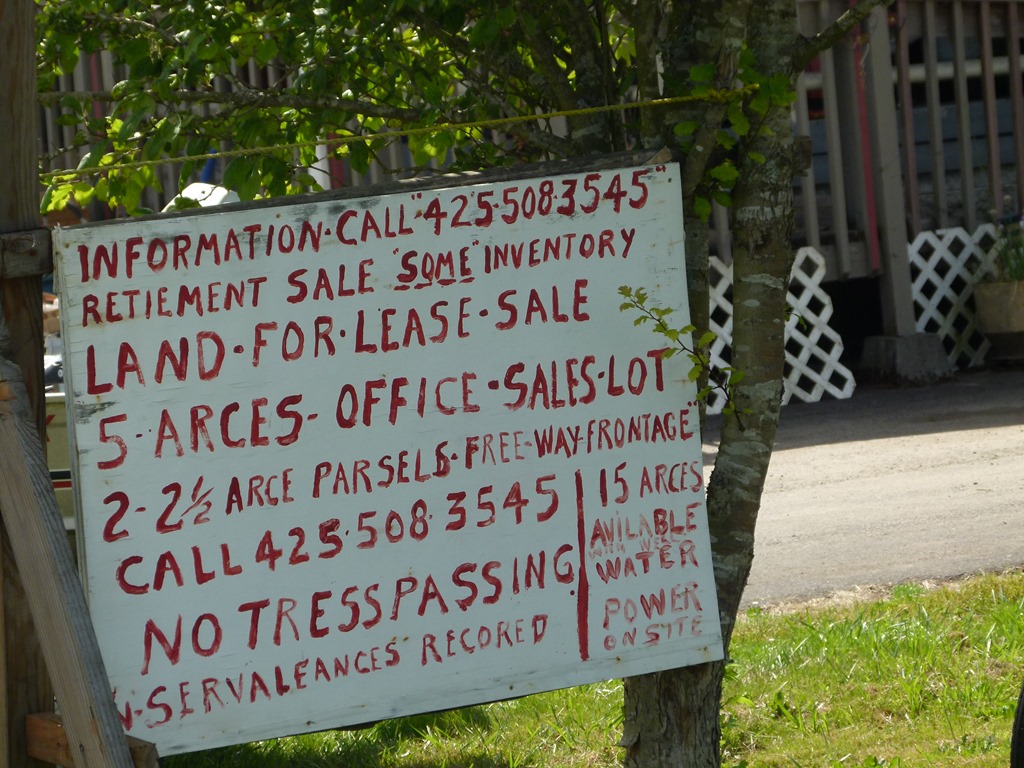 INFORMATION·CALL "425·508·3545"
RETIEMENT SALE "SOME" INVENTORY
LAND·FOR·LEASE·SALE
5·ARCES-OFFICE·SALES·LOT
2-2½ ARCE PARSELS·FREE-WAY-FRONTAGE"
CALL 425·508·3545
NO TRESSPASSING
N·SERVALEANCES RECORED
15 ARCES
AVILABLE
WATER
POWER
ON SITE